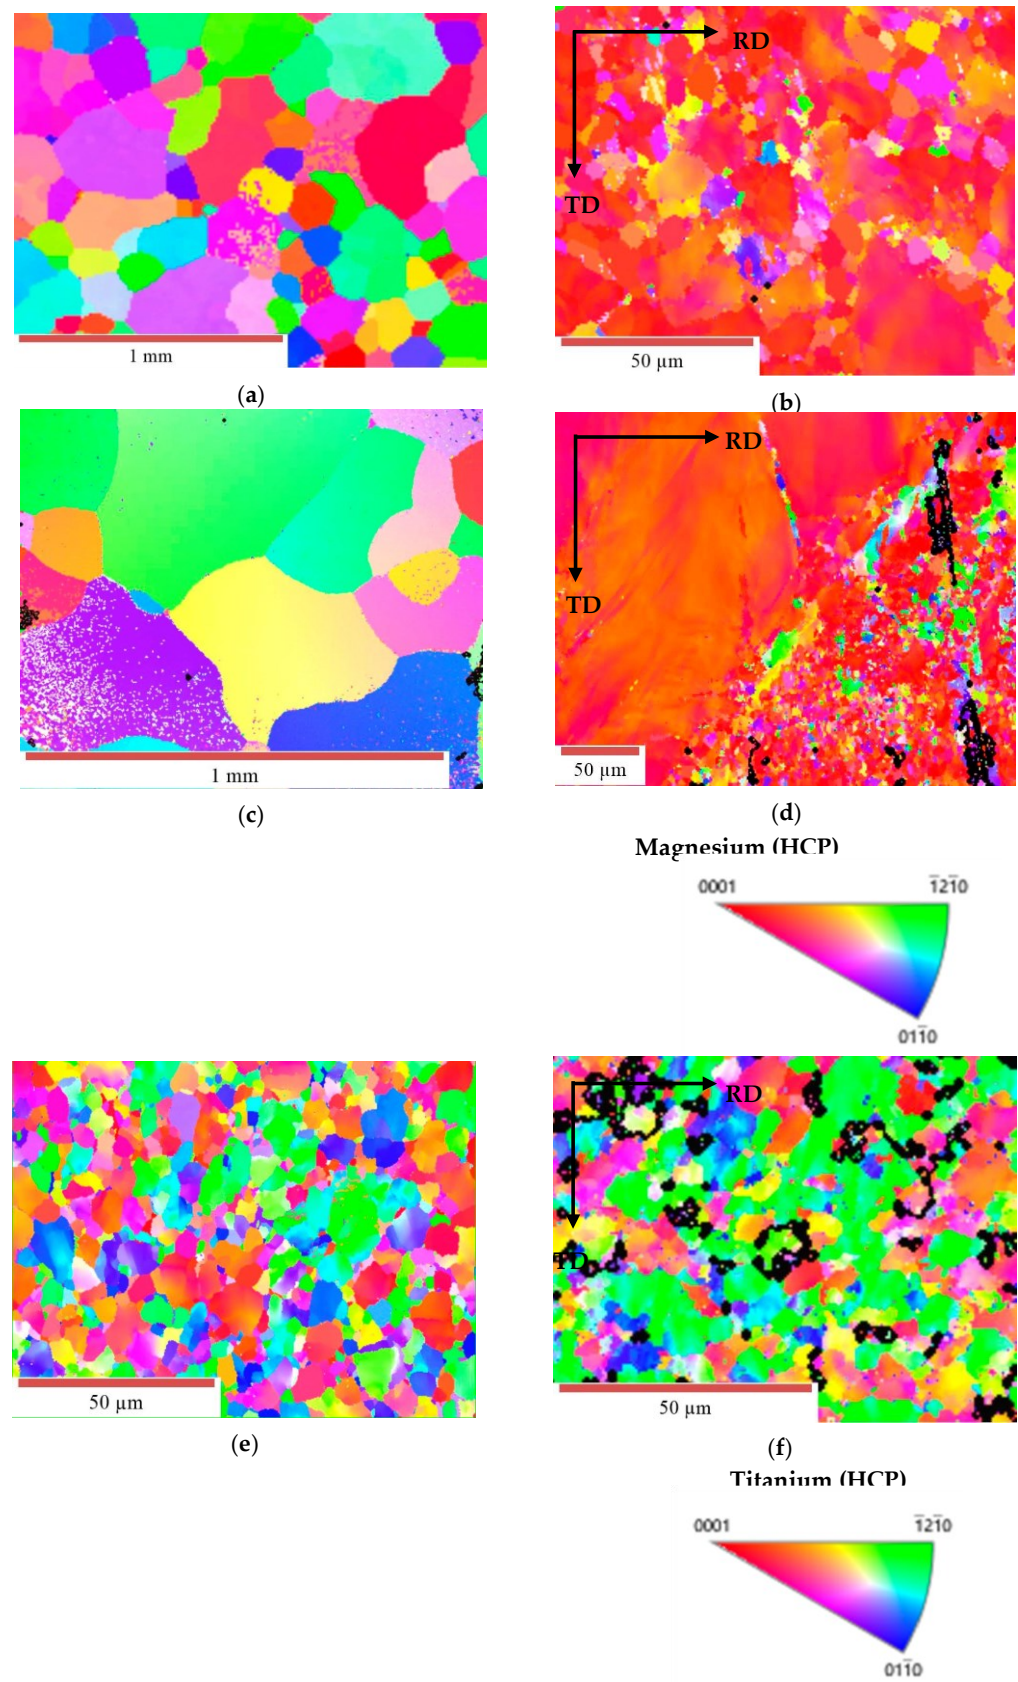 RD
TD
1 mm
50 µm
(a)
(b)
RD
TD
1 mm
50 µm
(c)
(d)
Magnesium (HCP)
0001
1̅21̅0
011̅0
RD
TD
50 µm
50 µm
(e)
(f)
Titanium (HCP)
0001
1̅21̅0
011̅0